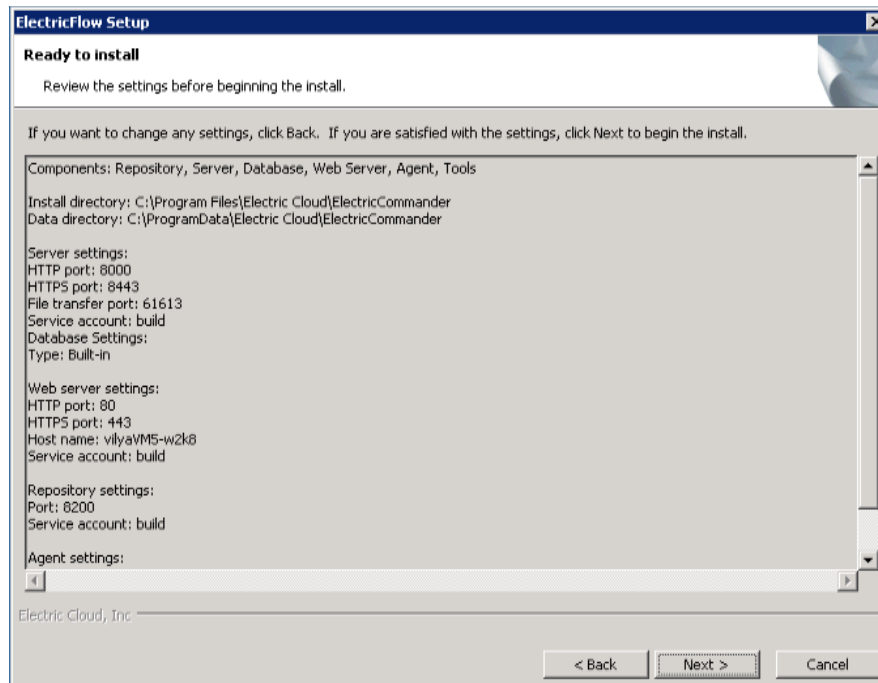 ElectricFlow Setup
Ready to install
Review the settings before beginning the install.
If you want to change any settings, click Back. If you are satisfied with the settings, click Next to begin the install.
Components: Repository, Server, Database, Web Server, Agent, Tools
Install directory: C:\Program Files\Electric Cloud\ElectricCommander
Data directory: C:\ProgramData\Electric Cloud\ElectricCommander
Server settings:
HTTP port: 8000
HTTPS port: 8443
File transfer port: 61613
Service account: build
Database Settings:
Type: Built-in
Web server settings:
HTTP port: 80
HTTPS port: 443
Host name: vilyaVM5-w2k8
Service account: build
Repository settings:
Port: 8200
Service account: build
Agent settings:
Electric Cloud, Inc
< Back Next > Cancel